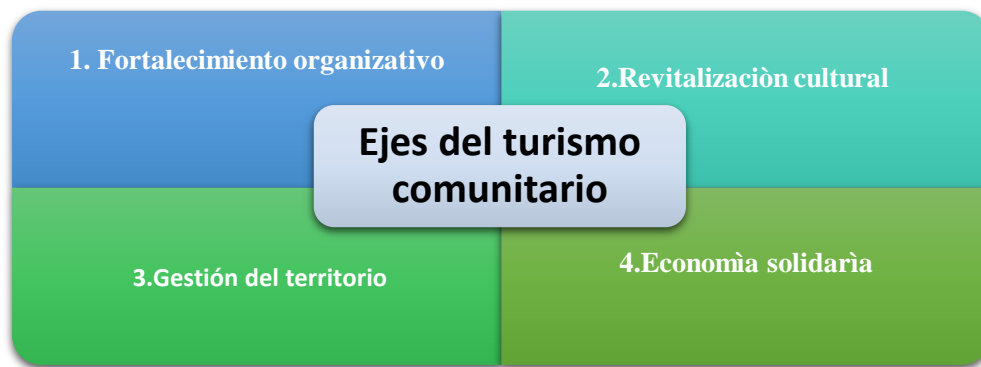 1. Fortalecimiento organizativo
2.Revitalizaciòn cultural
Ejes del turismo
comunitario
3.Gestión del territorio
4.Economìa solidarìa